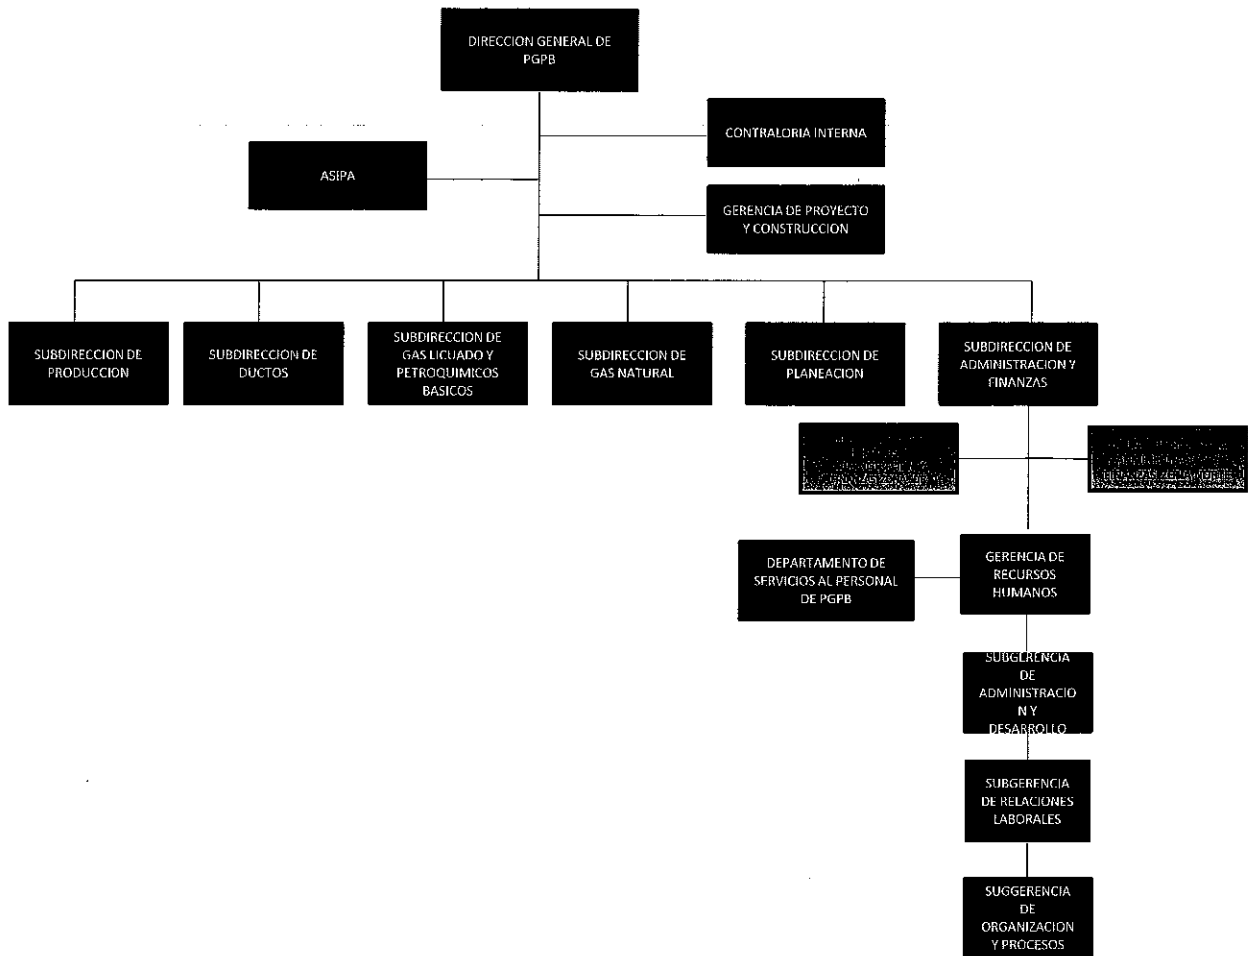 DIRECCION GENERAL DE
PGPB
CONTRALORIA INTERNA
ASIPA
GERENCIA DE PROYECTO
Y CONSTRUCCION
SUBDIRECCION DE
PRODUCCION
SUBDIRECCION DE
DUCTOS
SUBDIRECCION DE
GAS LICUADO Y
PETROQUIMICOS
BASICOS
SUBDIRECCION DE
GAS NATURAL
SUBDIRECCION DE
PLANEACION
SUBDIRECCION DE
ADMINISTRACION Y
FINANZAS
FINANZAS ZONA NORTE
DEPARTAMENTO DE
SERVICIOS AL PERSONAL
DE PGPB
GERENCIA DE
RECURSOS
HUMANOS
SUBGERENCIA
DE
ADMINISTRACIO
N Y
DESARROLLO
SUBGERENCIA
DE RELACIONES
LABORALES
SUGGERENCIA
DE
ORGANIZACION
Y PROCESOS